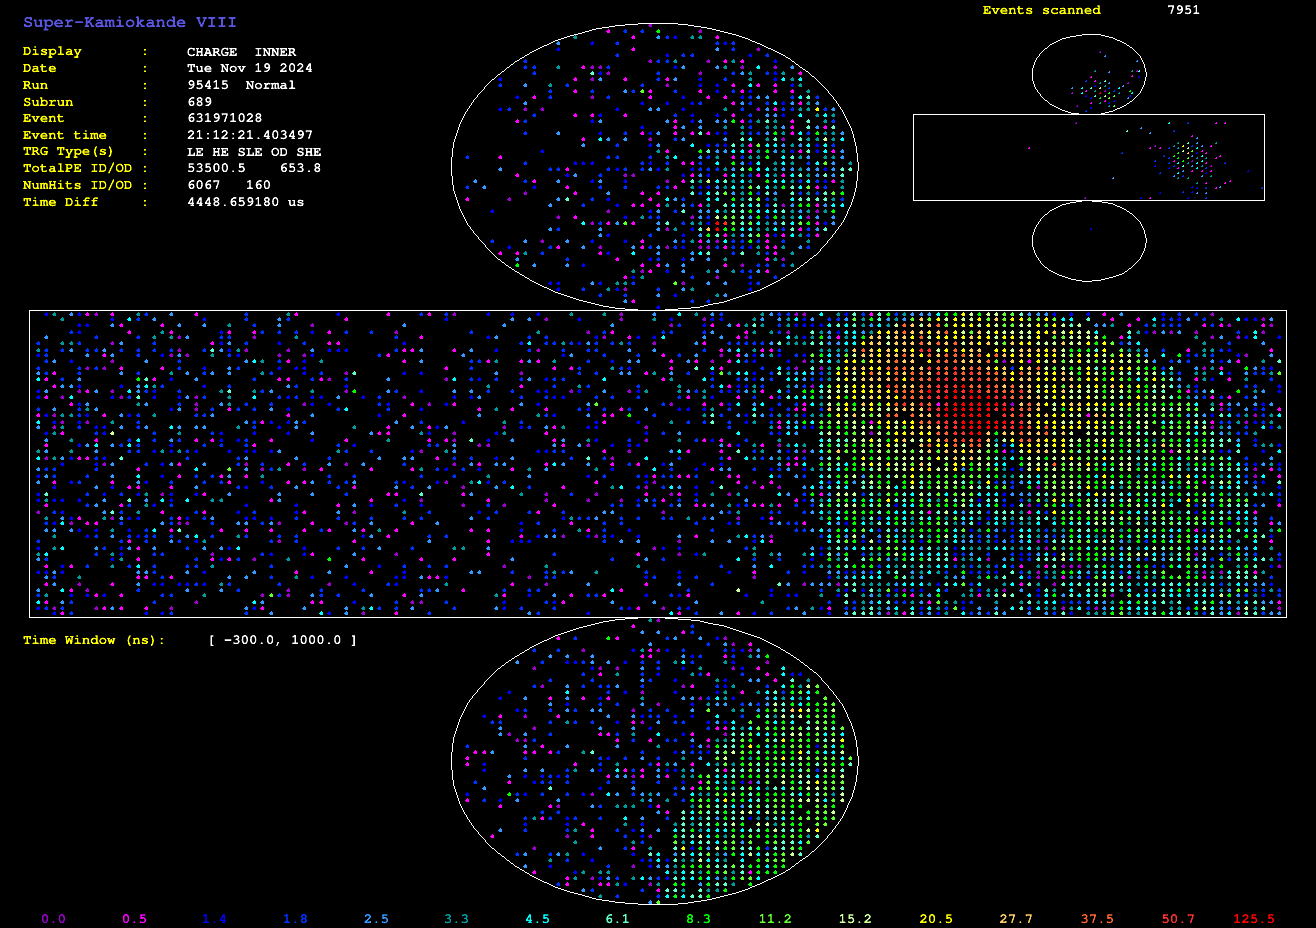 Super-Kamiokande VIII
Events scanned 7951
Display : CHARGE INNER
Date : Tue Nov 19 2024
Run : 95415 Normal
Subrun : 689
Event : 631971028
Event time : 21:12:21.403497
TRG Type(s) : LE HE SLE OD SHE
TotalPE ID/OD : 53500.5 653.8
NumHits ID/OD : 6067 160
Time Diff : 4448.659180 us
Time Window (ns): [ -300.0, 1000.0 ]
0.0 0.5 1.4 1.8 2.5 3.3 4.5 6.1 8.3 11.2 15.2 20.5 27.7 37.5 50.7 125.5